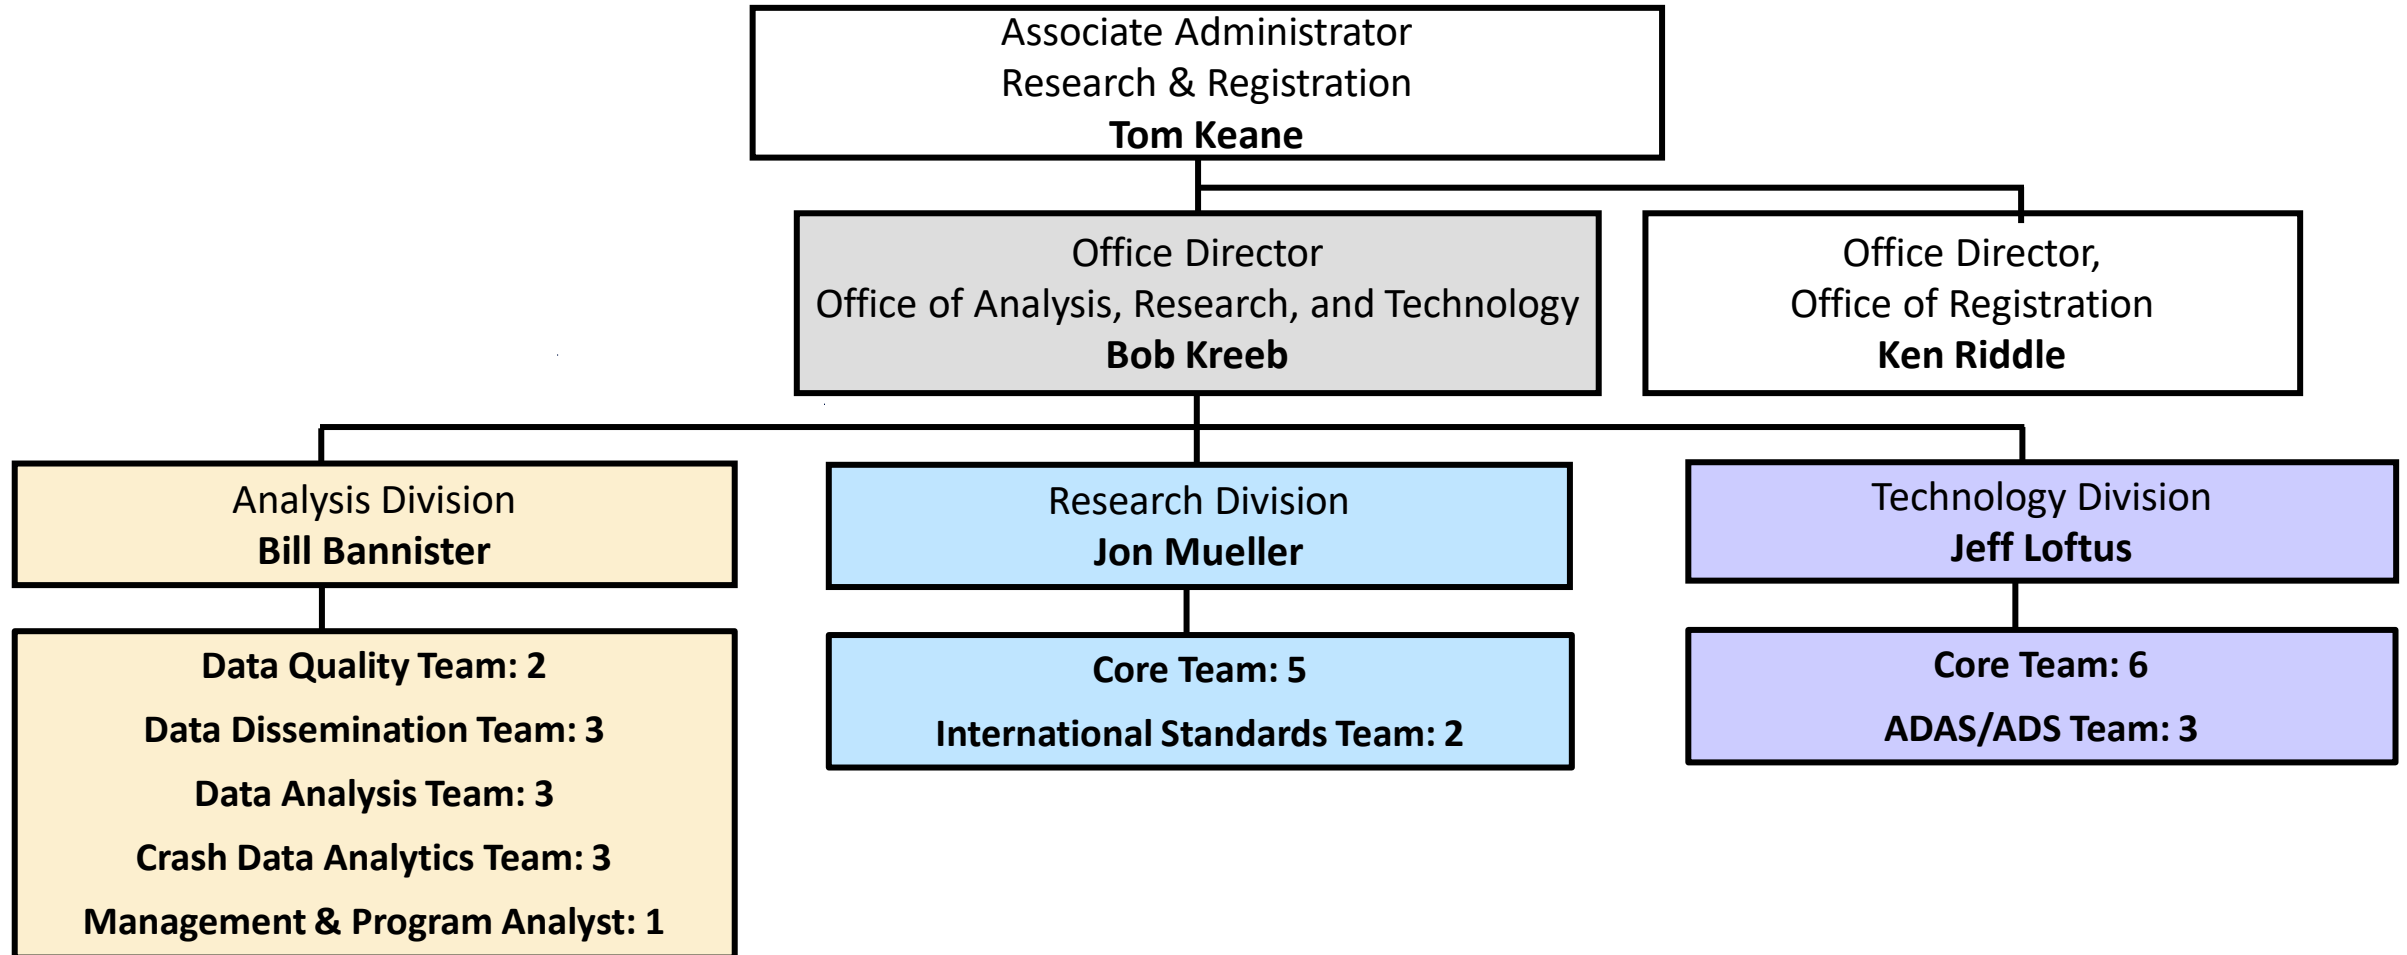 Associate Administrator
Research & Registration
Tom Keane
Office Director
Office of Analysis, Research, and Technology
Bob Kreeb
Office Director,
Office of Registration
Ken Riddle
Analysis Division
Bill Bannister
Research Division
Jon Mueller
Technology Division
Jeff Loftus
Data Quality Team: 2
Data Dissemination Team: 3
Data Analysis Team: 3
Crash Data Analytics Team: 3
Management & Program Analyst: 1
Core Team: 5
International Standards Team: 2
Core Team: 6
ADAS/ADS Team: 3